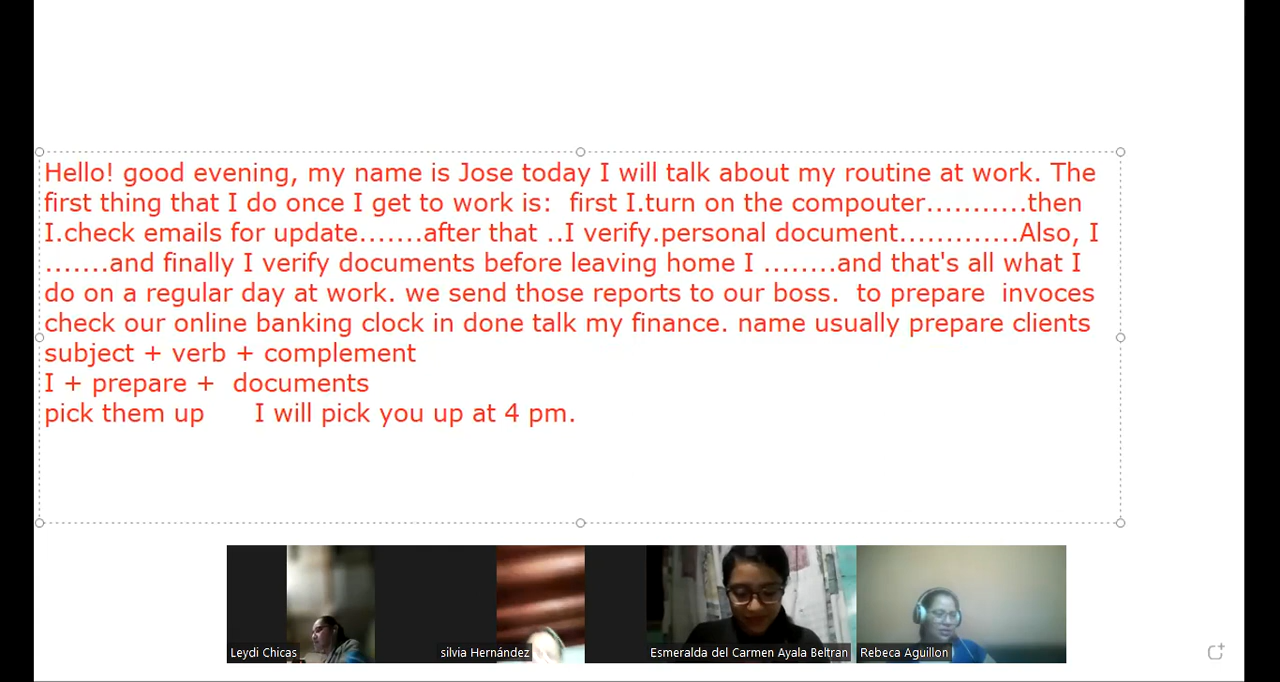 Hello! good evening, my name is Jose today I will talk about my routine at work. The
first thing that I do once I get to work is:  first I.turn on the compouter...........then
I.check emails for update.......after that ..I verify.personal document.............Also, I
.......and finally I verify documents before leaving home I ........and that's all what I
do on a regular day at work. we send those reports to our boss.  to prepare  invoces
check our online banking clock in done talk my finance. name usually prepare clients
subject + verb + complement
I + prepare +  documents
pick them up      I will pick you up at 4 pm.
Leydi Chicas
silvia Hernández
Esmeralda del Carmen Ayala Beltran
Rebeca Aguillon